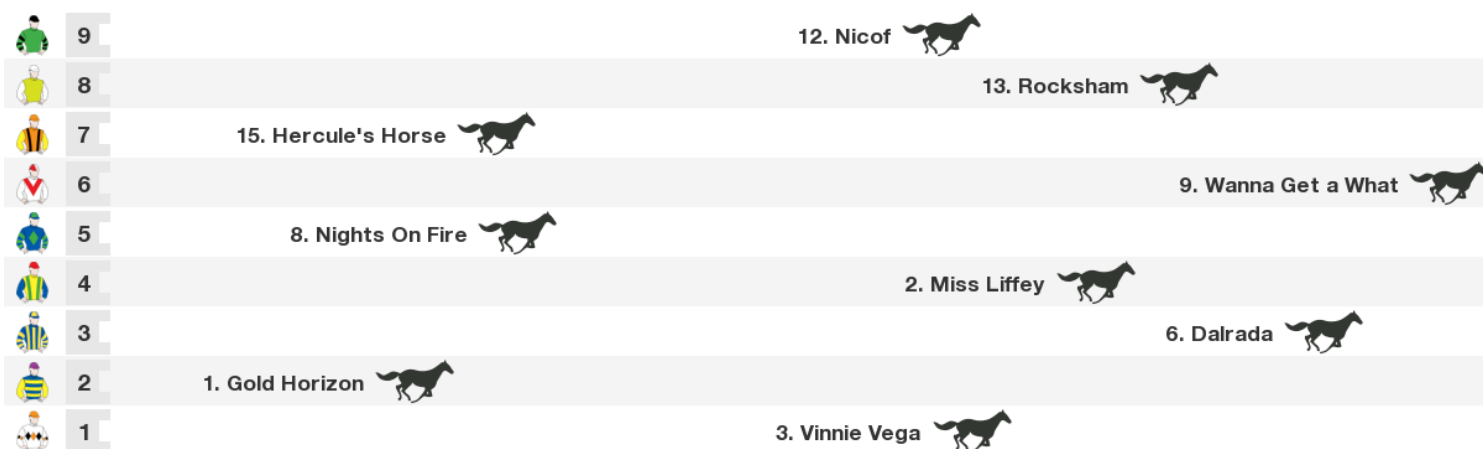 9 12. Nicof
8 13. Rocksham
7 15. Hercule's Horse
6 9. Wanna Get a What
5 8. Nights On Fire
4 2. Miss Liffey
3 6. Dalrada
2 1. Gold Horizon
1 3. Vinnie Vega